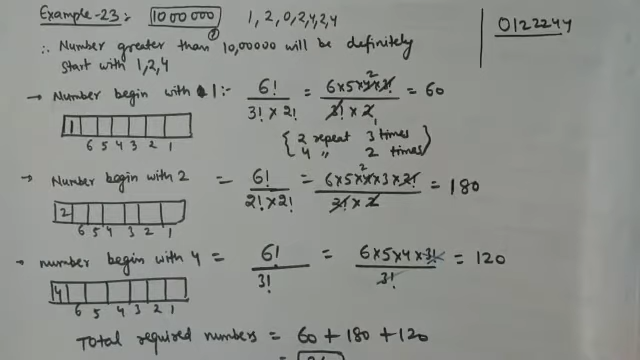 Example-23: 1000000 1, 2, 0, 2, 4, 2, 4
0122244
∴ Number greater than 10,00000 will be definitely
start with 1,2,4
→ Number begin with 1:- 6!/3! × 2! = 6×5×4×3!/3! × 2 = 60
1
6 5 4 3 2 1
{ 2 repeat 3 times
4 〃 2 times }
→ Number begin with 2 = 6!/2! × 2! = 6×5×4×3×2!/2! × 2 = 180
2
6 5 4 3 2 1
→ number begin with 4 = 6!/3! = 6×5×4×3!/3! = 120
4
6 5 4 3 2 1
Total required numbers = 60 + 180 + 120
=